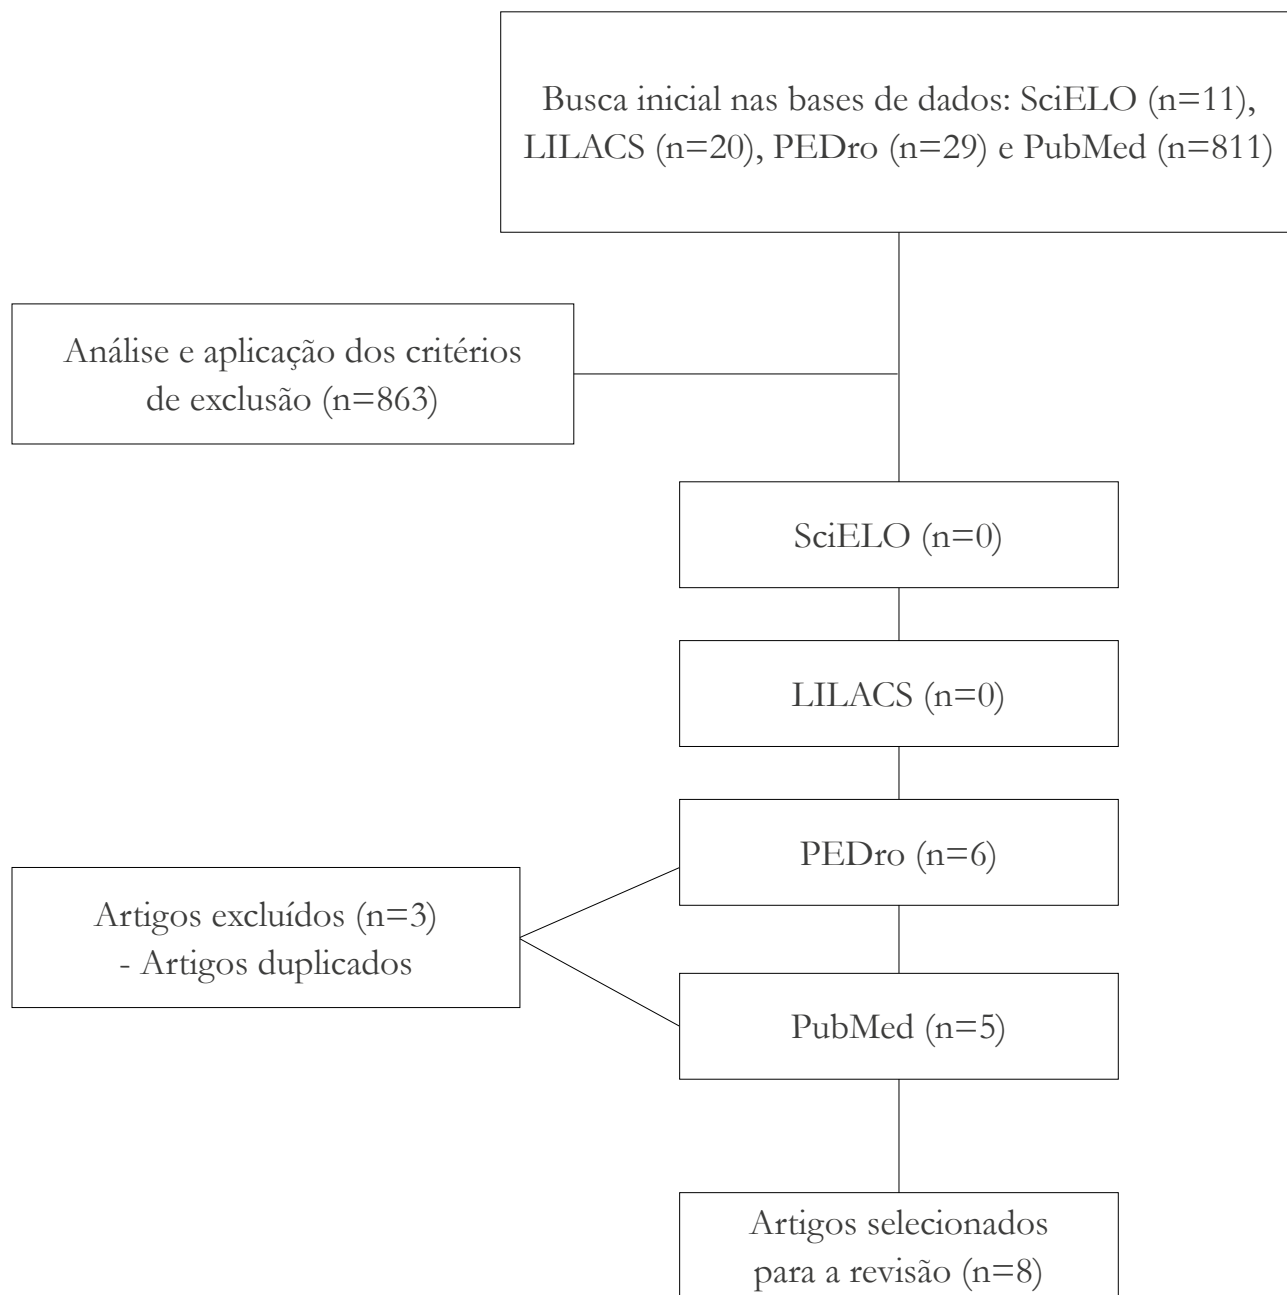 Busca inicial nas bases de dados: SciELO (n=11),
LILACS (n=20), PEDro (n=29) e PubMed (n=811)
Análise e aplicação dos critérios
de exclusão (n=863)
SciELO (n=0)
LILACS (n=0)
PEDro (n=6)
Artigos excluídos (n=3)
- Artigos duplicados
PubMed (n=5)
Artigos selecionados
para a revisão (n=8)